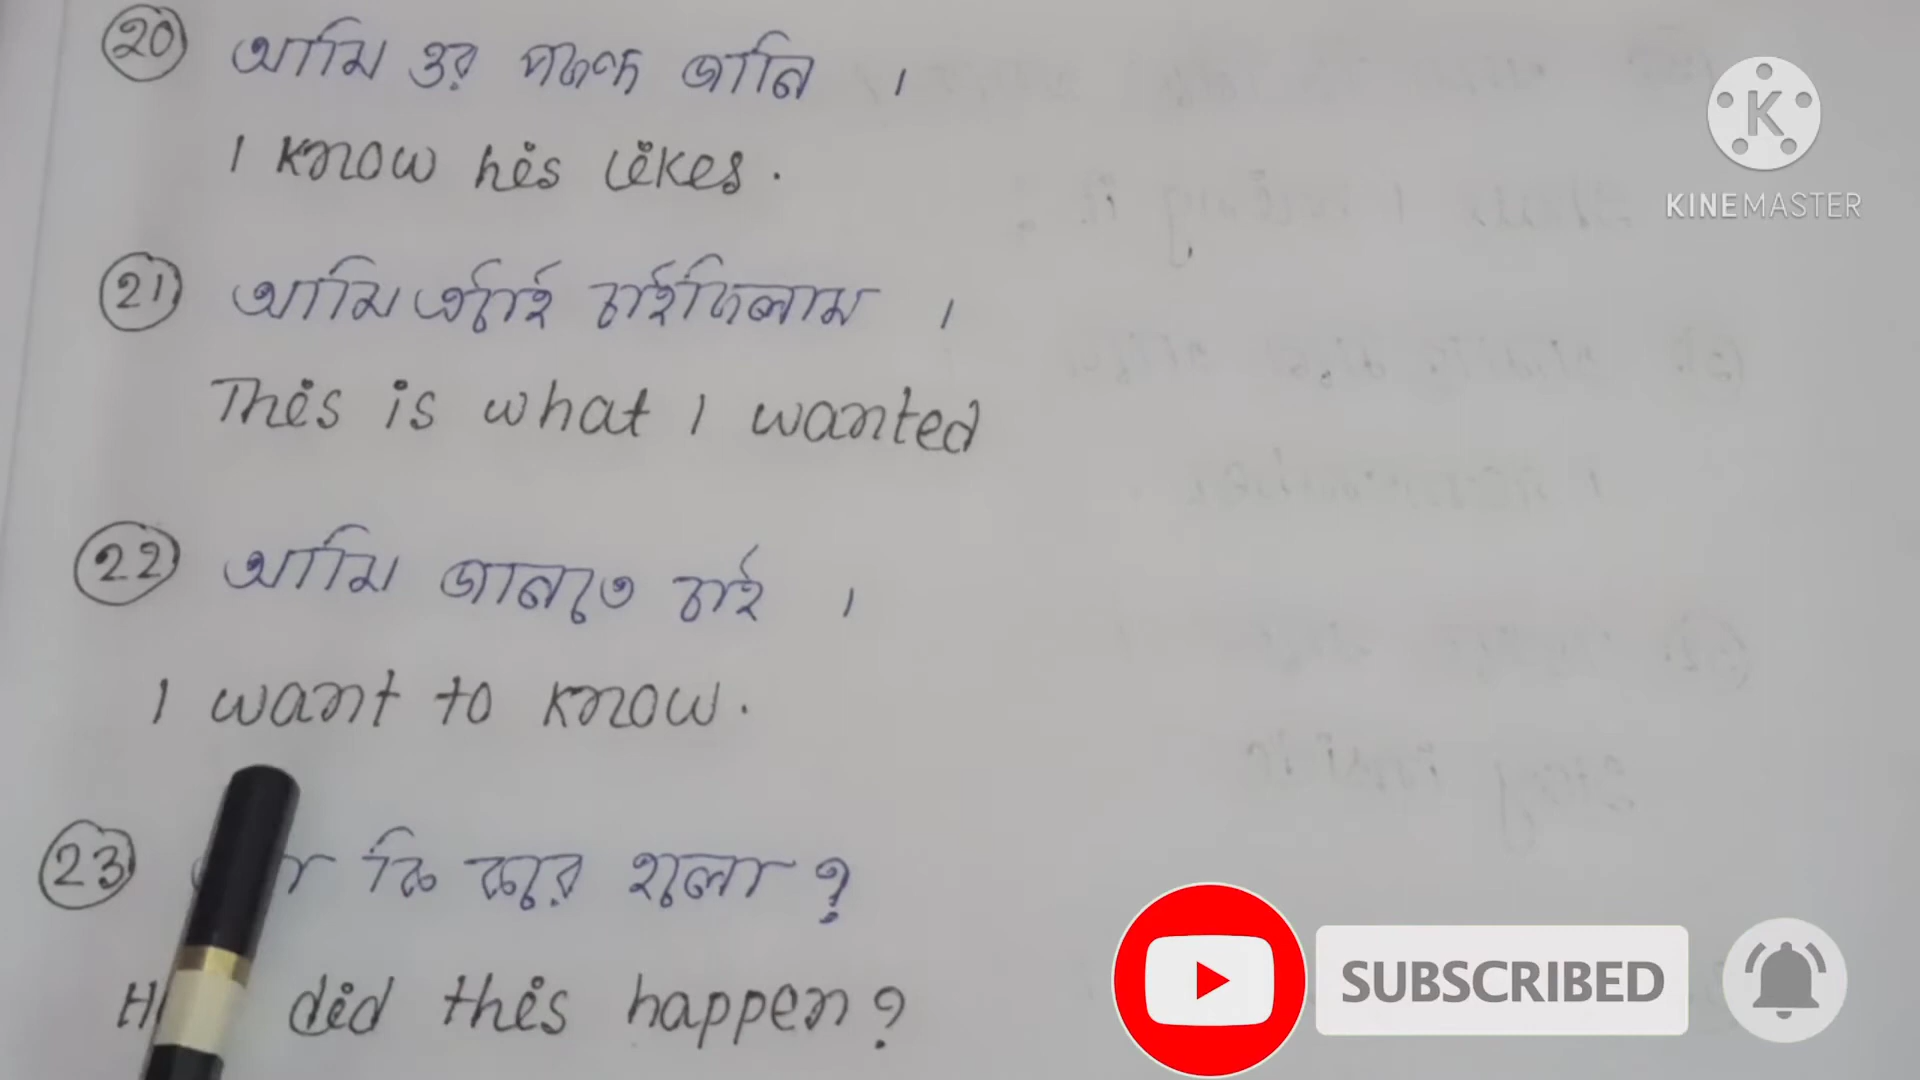 20 আমি ওর পছন্দ জানি ।
I know his likes.
21 আমি এটাই চাইছিলাম ।
This is what I wanted
22 আমি জানতে চাই ।
I want to know.
23 কি করে হলো ?
did this happen?
KINEMASTER
SUBSCRIBED